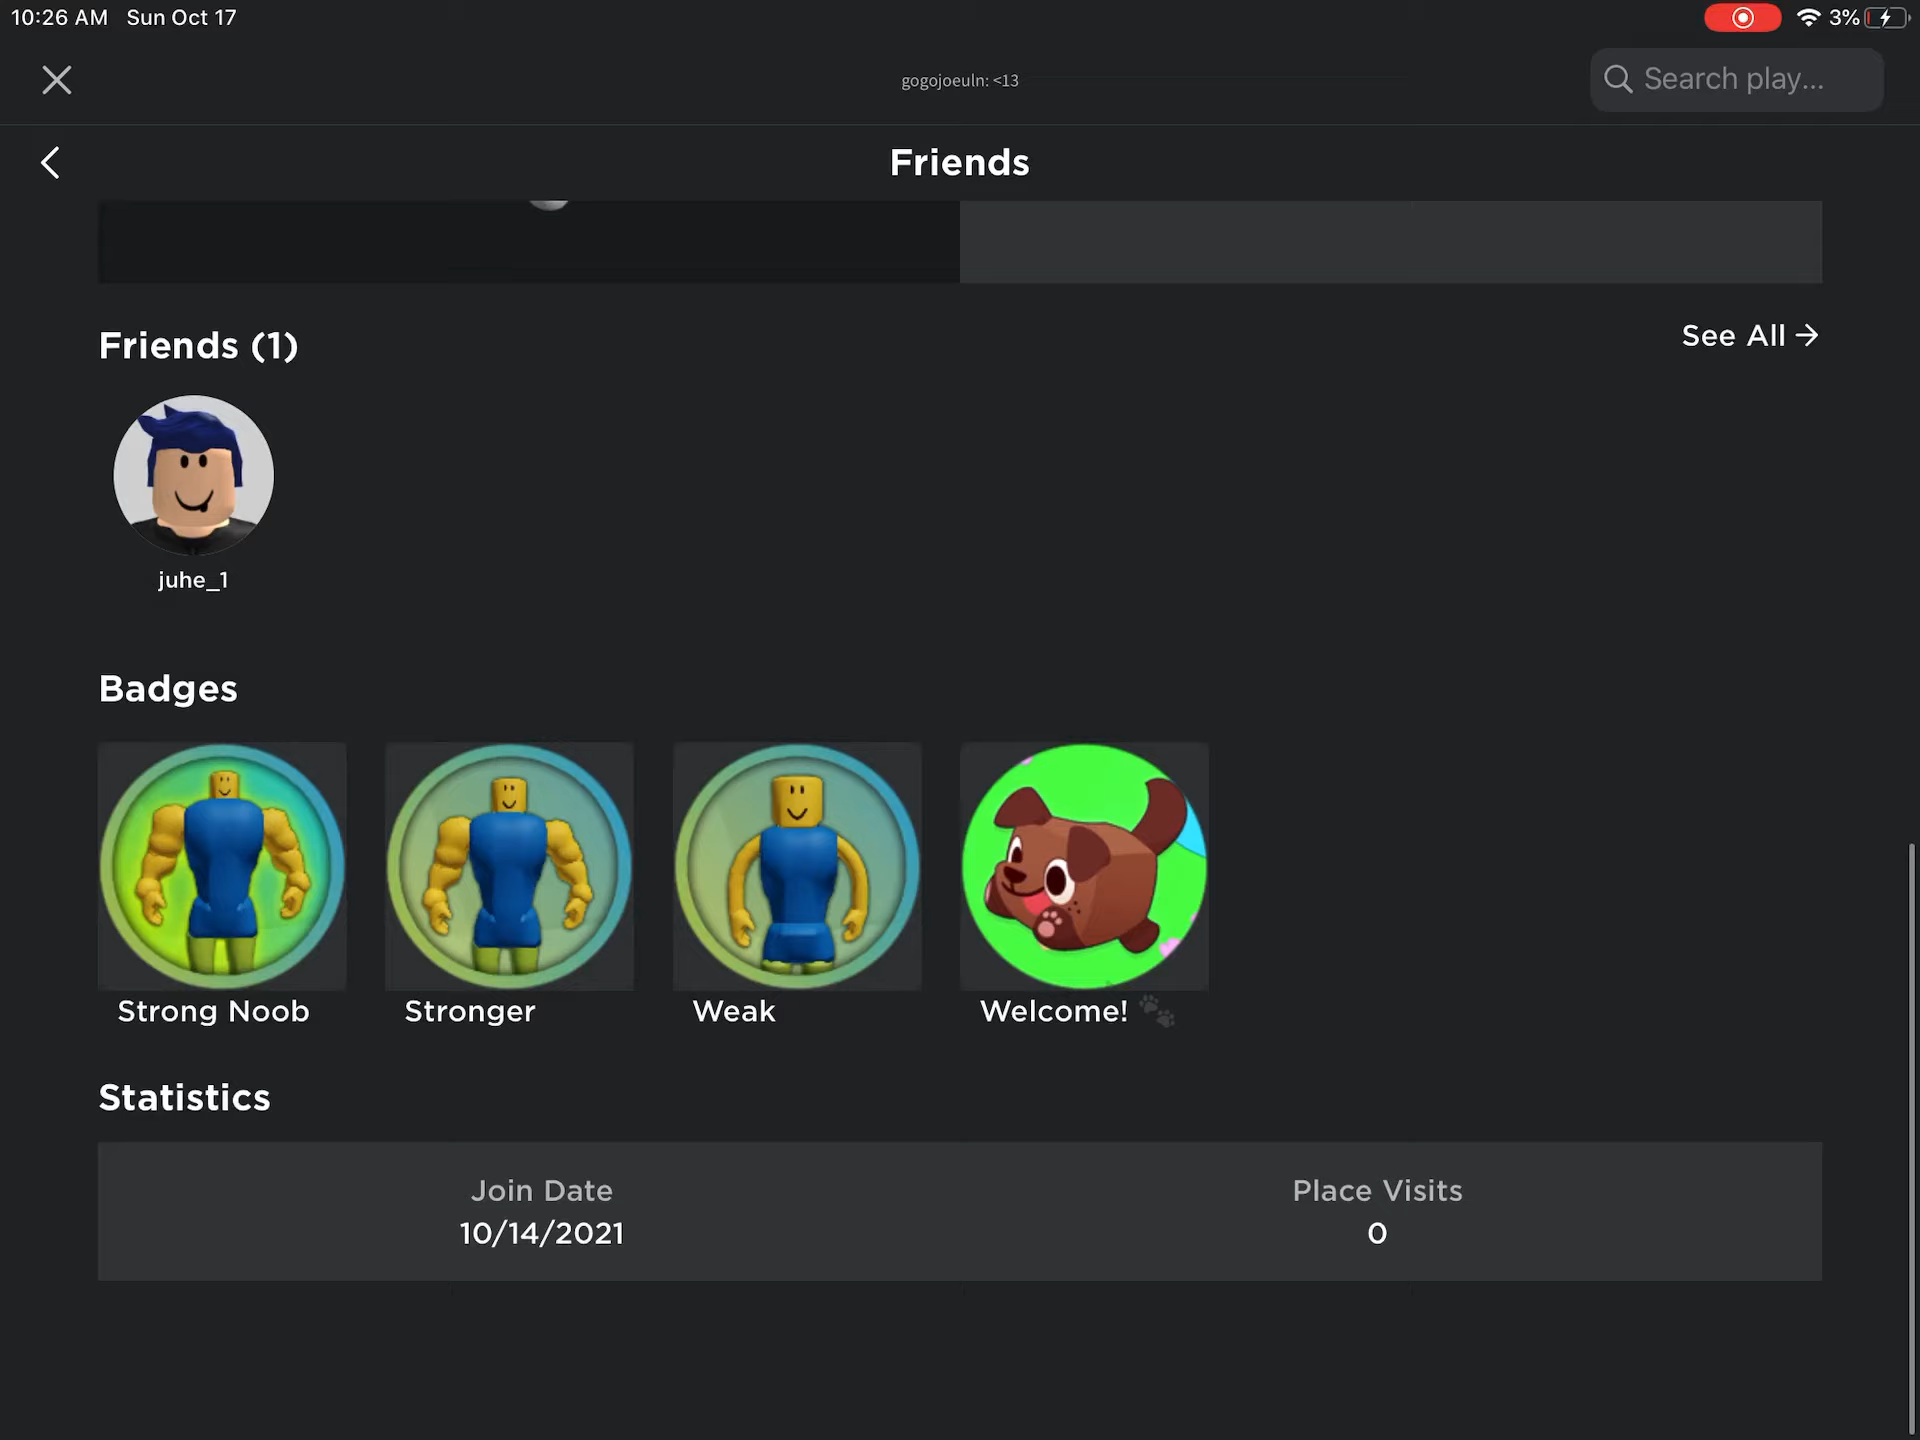 10:26 AM Sun Oct 17
3%
gogojoeuln: <13
Search play...
Friends
Friends (1)
See All
juhe_1
Badges
Strong Noob
Stronger
Weak
Welcome! 🐾
Statistics
Join Date
10/14/2021
Place Visits
0